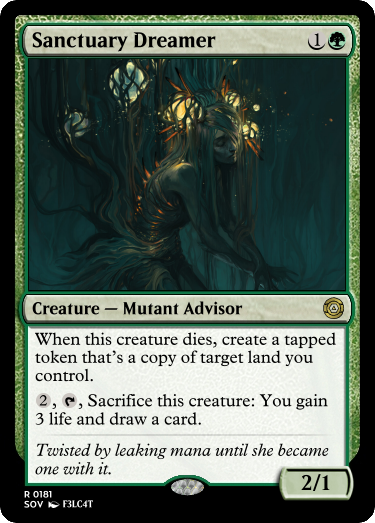 Sanctuary Dreamer 1
Creature — Mutant Advisor
When this creature dies, create a tapped
token that's a copy of target land you
control.
2, , Sacrifice this creature: You gain
3 life and draw a card.
Twisted by leaking mana until she became
one with it.
2/1
R 0181
SOV F3LC4T